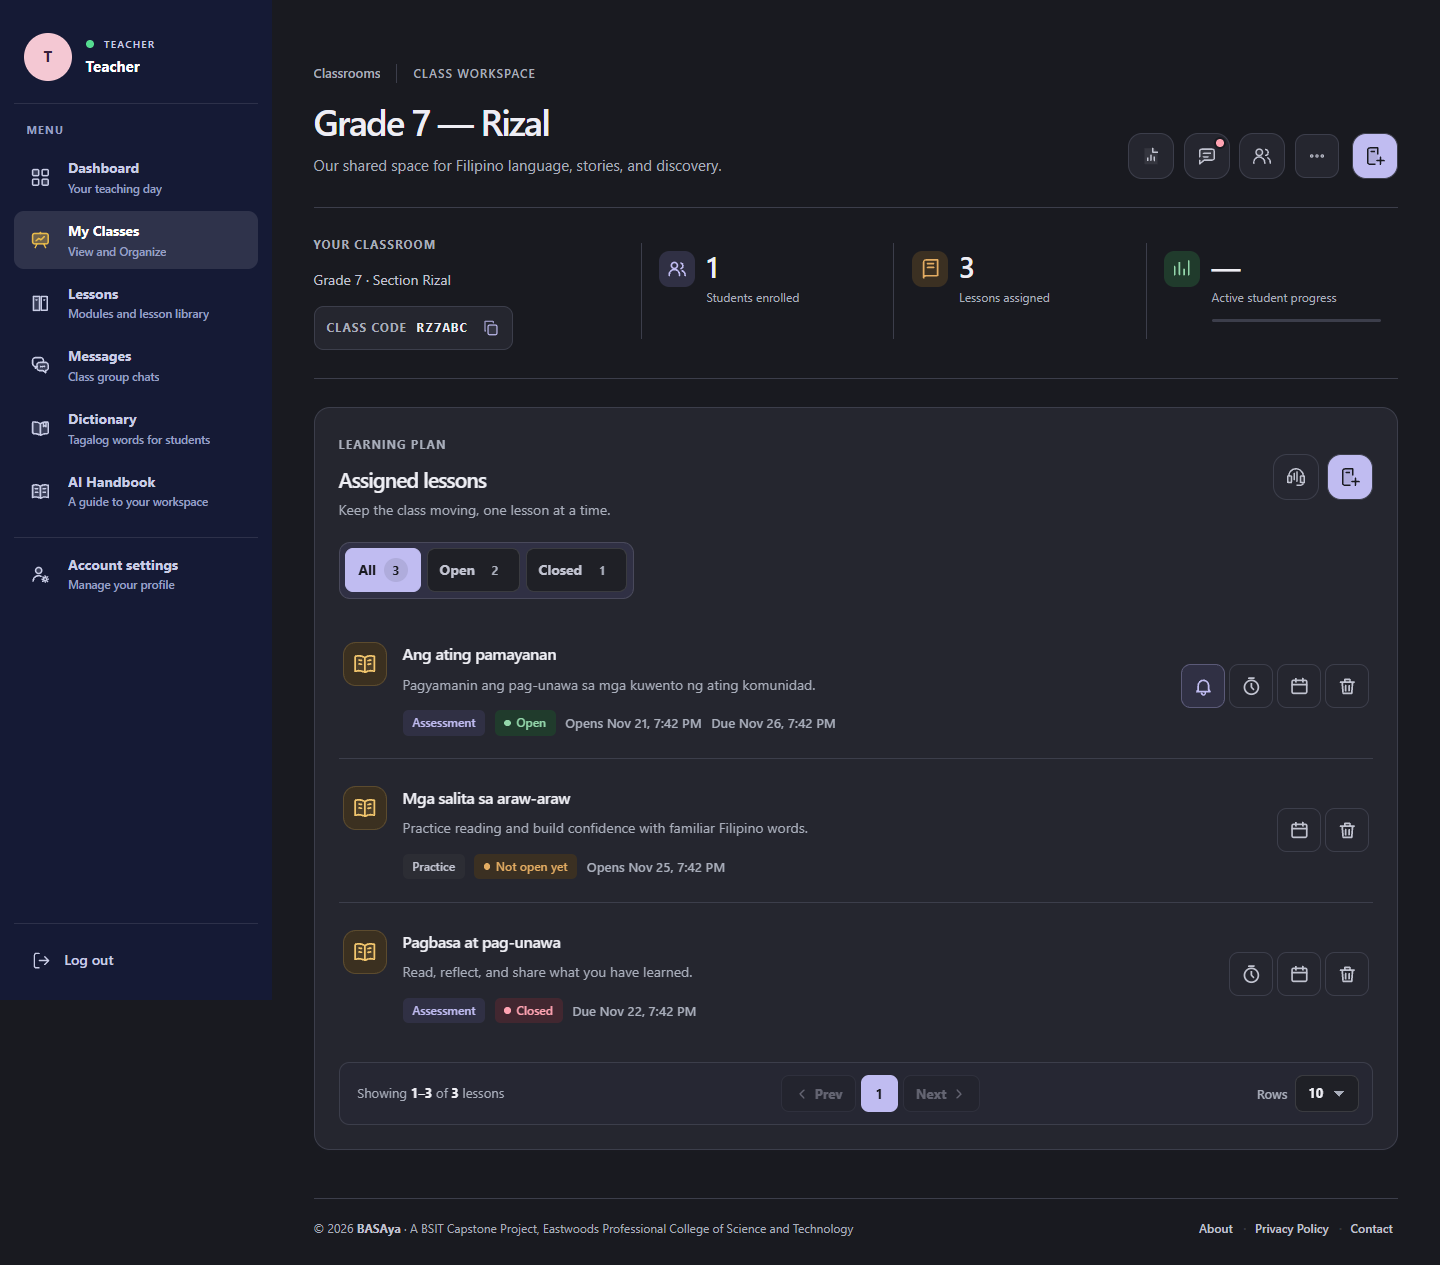 T
TEACHER
Teacher
MENU
Dashboard
Your teaching day
My Classes
View and Organize
Lessons
Modules and lesson library
Messages
Class group chats
Dictionary
Tagalog words for students
AI Handbook
A guide to your workspace
Account settings
Manage your profile
Log out
Classrooms
CLASS WORKSPACE
Grade 7 — Rizal
Our shared space for Filipino language, stories, and discovery.
YOUR CLASSROOM
Grade 7 · Section Rizal
CLASS CODE RZ7ABC
1
Students enrolled
3
Lessons assigned
—
Active student progress
LEARNING PLAN
Assigned lessons
Keep the class moving, one lesson at a time.
All 3
Open 2
Closed 1
Ang ating pamayanan
Pagyamanin ang pag-unawa sa mga kuwento ng ating komunidad.
Assessment Open Opens Nov 21, 7:42 PM Due Nov 26, 7:42 PM
Mga salita sa araw-araw
Practice reading and build confidence with familiar Filipino words.
Practice Not open yet Opens Nov 25, 7:42 PM
Pagbasa at pag-unawa
Read, reflect, and share what you have learned.
Assessment Closed Due Nov 22, 7:42 PM
Showing 1–3 of 3 lessons
Prev 1 Next
Rows 10
© 2026 BASAya · A BSIT Capstone Project, Eastwoods Professional College of Science and Technology
About · Privacy Policy · Contact